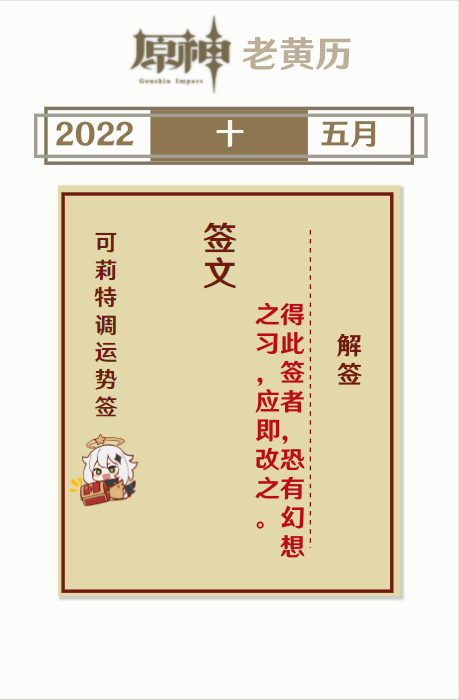 原神
Genshin Impact
老黄历
2022
十
五月
解签
得此签者，恐有幻想
之习，应即改之。
签文
可莉特调运势签